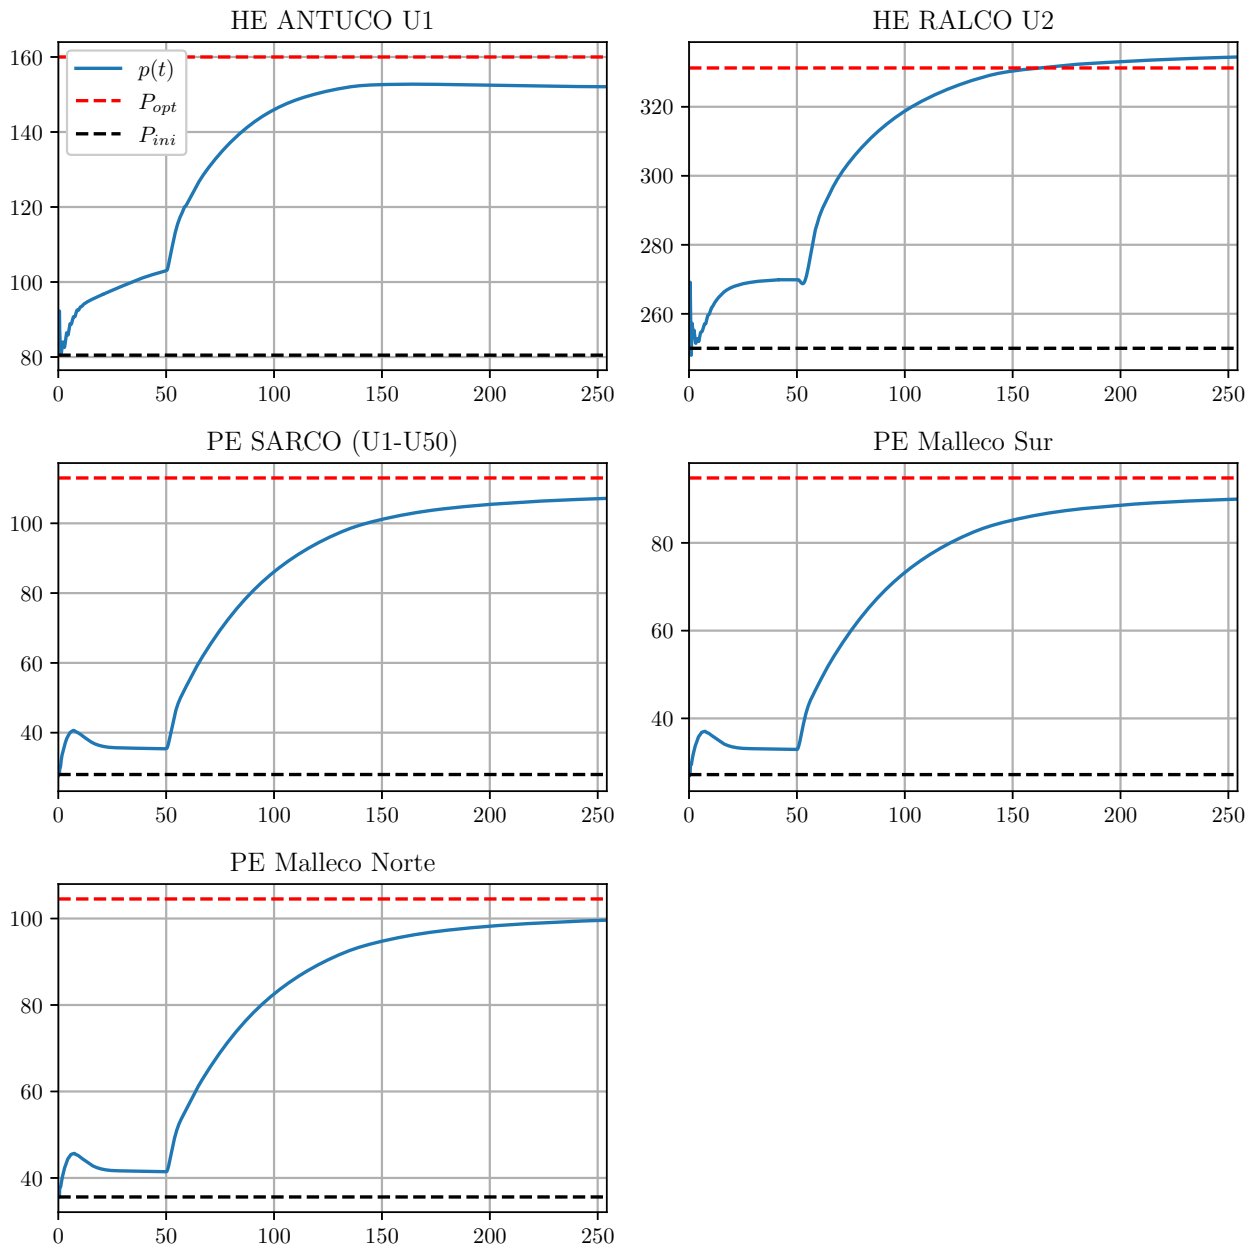 HE ANTUCO U1
160
140
120
100
80
p(t)
P_opt
P_ini
0 50 100 150 200 250
HE RALCO U2
320
300
280
260
0 50 100 150 200 250
PE SARCO (U1-U50)
100
80
60
40
0 50 100 150 200 250
PE Malleco Sur
80
60
40
0 50 100 150 200 250
PE Malleco Norte
100
80
60
40
0 50 100 150 200 250